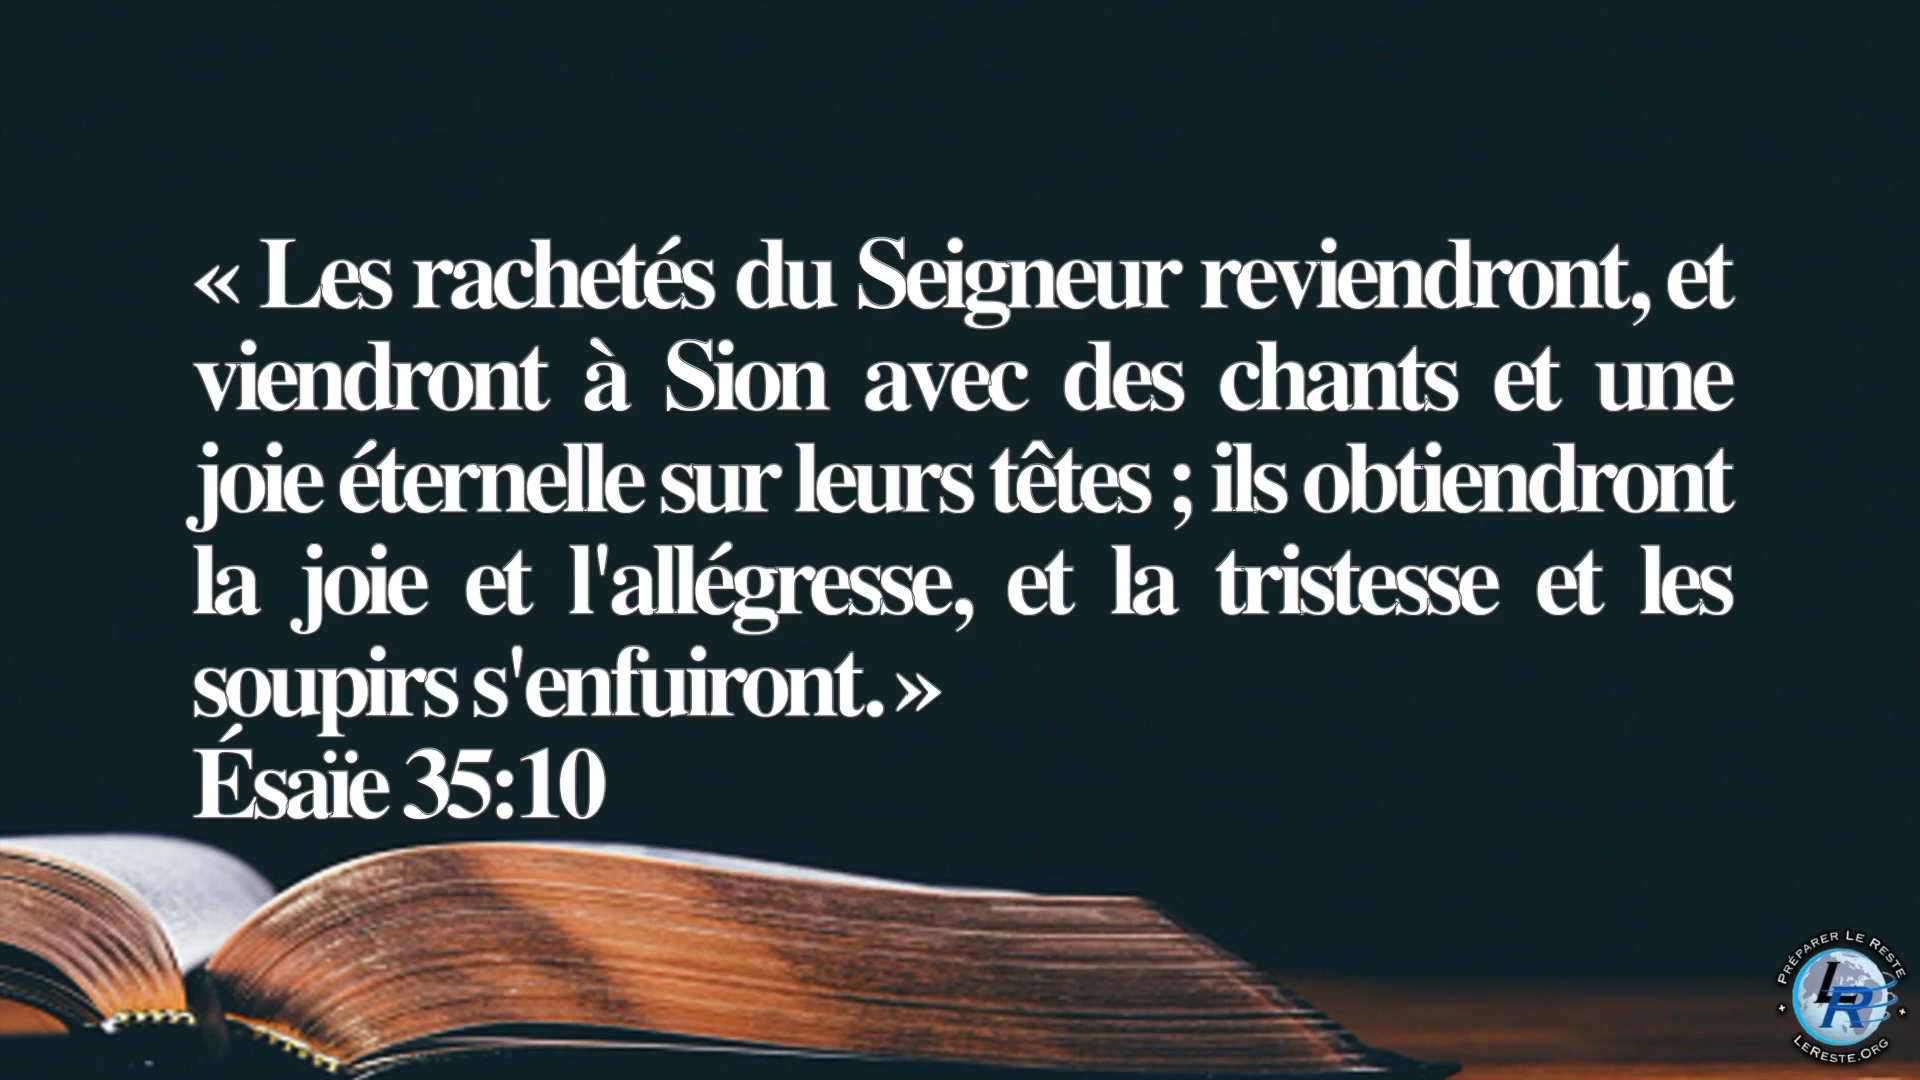 « Les rachetés du Seigneur reviendront, et
viendront à Sion avec des chants et une
joie éternelle sur leurs têtes ; ils obtiendront
la joie et l'allégresse, et la tristesse et les
soupirs s'enfuiront. »
Ésaïe 35:10
PRÉPARER LE RESTE
LR
LERESTE.ORG